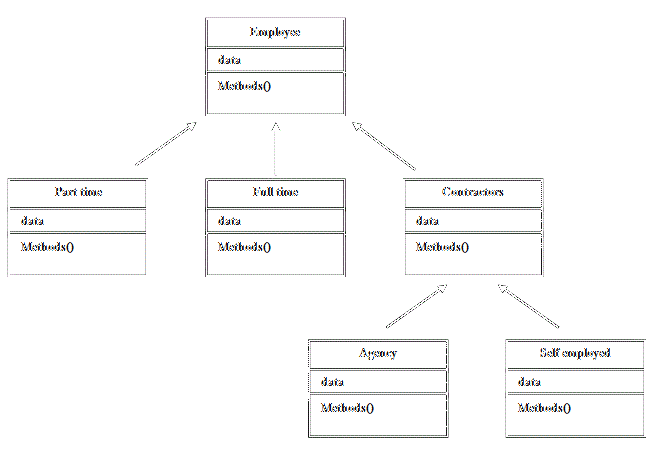 Employee
data
Methods()
Part time
data
Methods()
Full time
data
Methods()
Contractors
data
Methods()
Agency
data
Methods()
Self employed
data
Methods()